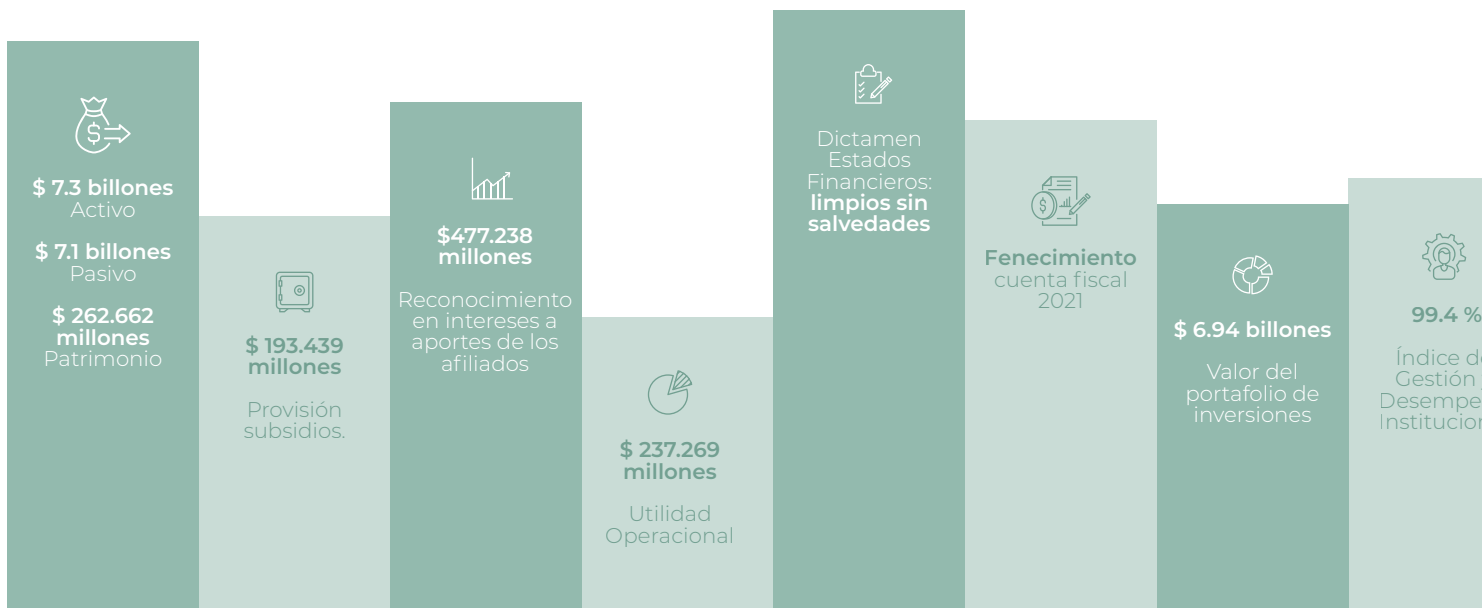 $ 7.3 billones
Activo
$ 7.1 billones
Pasivo
$ 262.662
millones
Patrimonio
$ 193.439
millones
Provisión
subsidios.
$477.238
millones
Reconocimiento
en intereses a
aportes de los
afiliados
$ 237.269
millones
Utilidad
Operacional
Dictamen
Estados
Financieros:
limpios sin
salvedades
Fenecimiento
cuenta fiscal
2021
$ 6.94 billones
Valor del
portafolio de
inversiones
99.4 %
Índice
Gestión